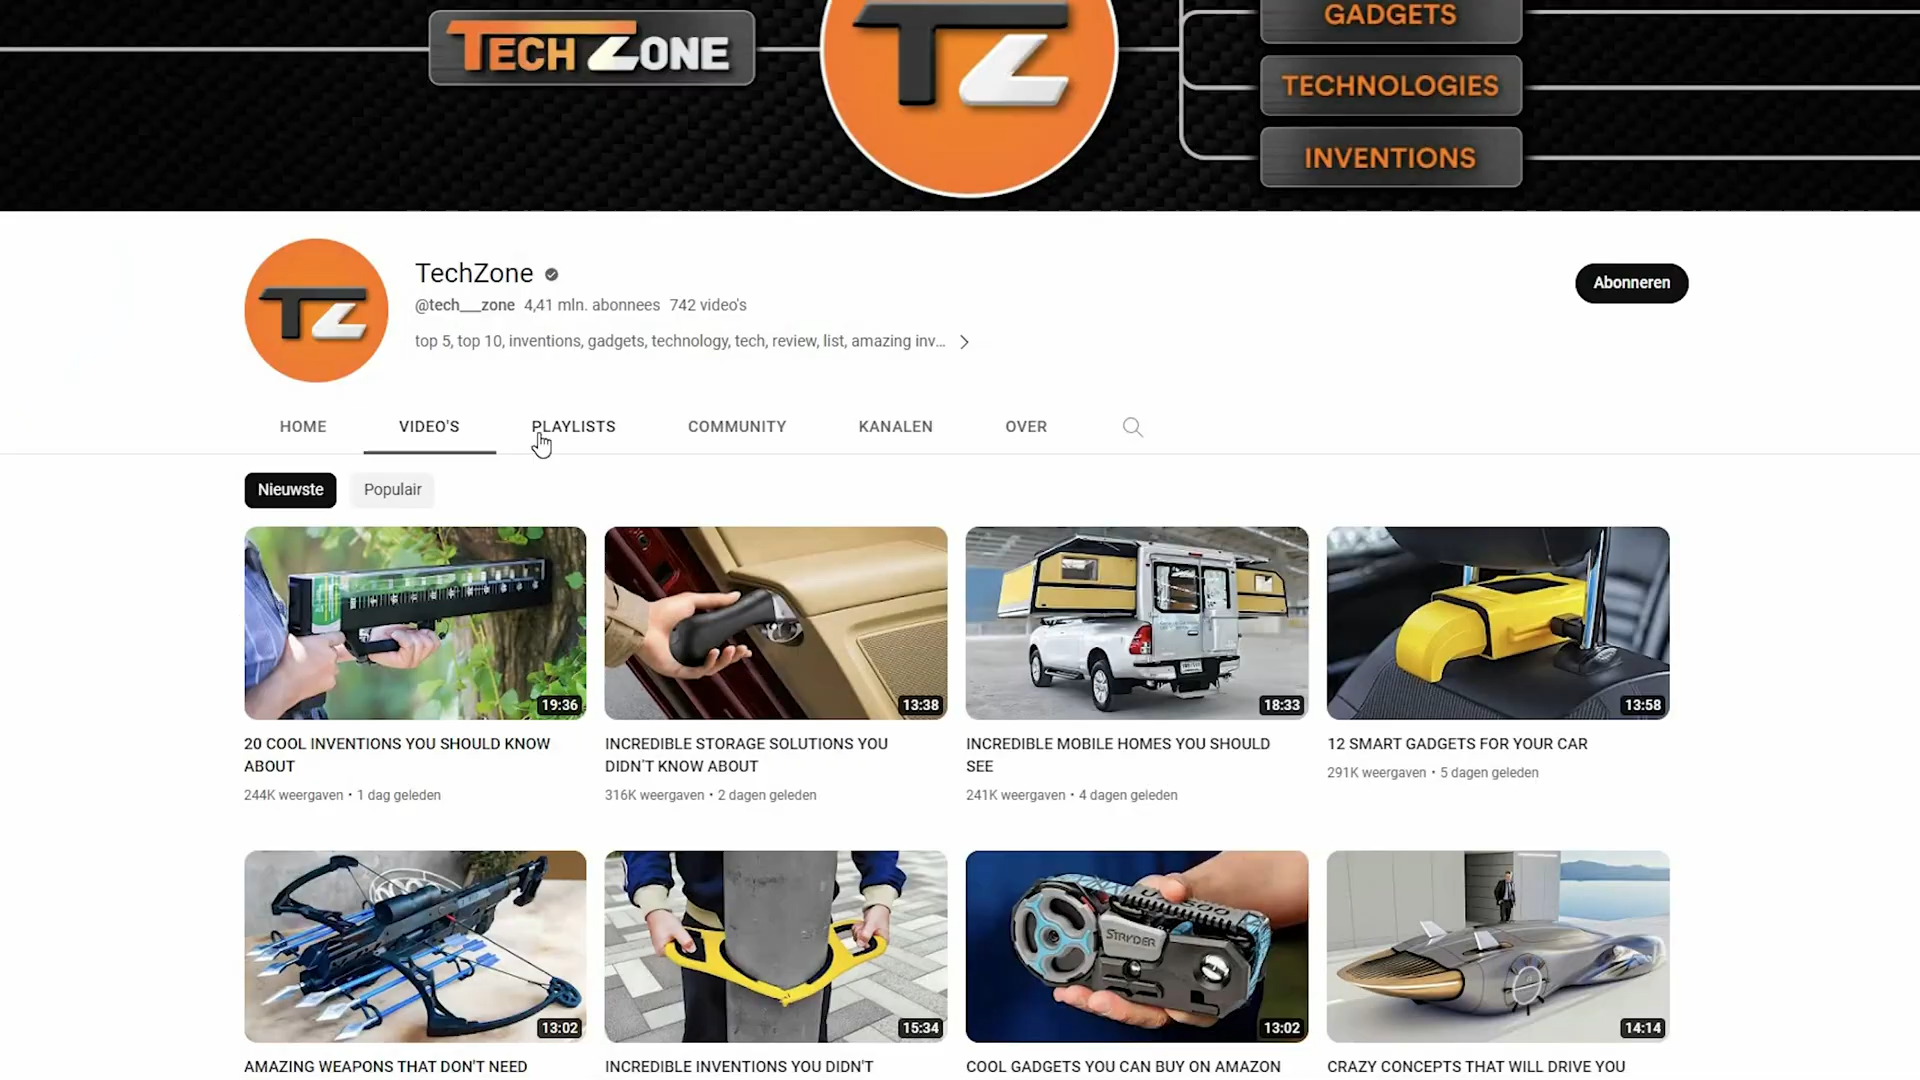 TECH ZONE
TZ
GADGETS
TECHNOLOGIES
INVENTIONS
TZ
TechZone
Abonneren
@tech__zone 4,41 mln. abonnees 742 video's
top 5, top 10, inventions, gadgets, technology, tech, review, list, amazing inv...
HOME VIDEO'S PLAYLISTS COMMUNITY KANALEN OVER
Nieuwste Populair
19:36 13:38 18:33 13:58
20 COOL INVENTIONS YOU SHOULD KNOW
ABOUT
244K weergaven • 1 dag geleden
INCREDIBLE STORAGE SOLUTIONS YOU
DIDN'T KNOW ABOUT
316K weergaven • 2 dagen geleden
INCREDIBLE MOBILE HOMES YOU SHOULD
SEE
241K weergaven • 4 dagen geleden
12 SMART GADGETS FOR YOUR CAR
291K weergaven • 5 dagen geleden
STRYDER
13:02 15:34 13:02 14:14
AMAZING WEAPONS THAT DON'T NEED
INCREDIBLE INVENTIONS YOU DIDN'T
COOL GADGETS YOU CAN BUY ON AMAZON
CRAZY CONCEPTS THAT WILL DRIVE YOU